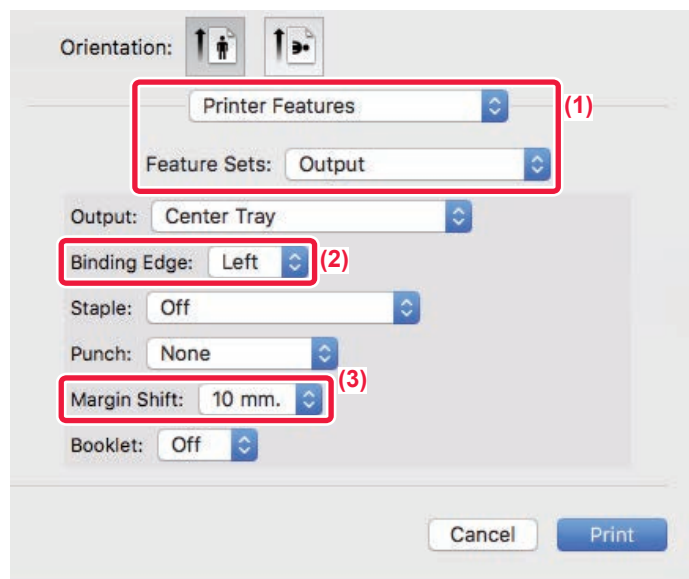 Orientation:
Printer Features (1)
Feature Sets: Output
Output: Center Tray
Binding Edge: Left (2)
Staple: Off
Punch: None
(3)
Margin Shift: 10 mm.
Booklet: Off
Cancel Print